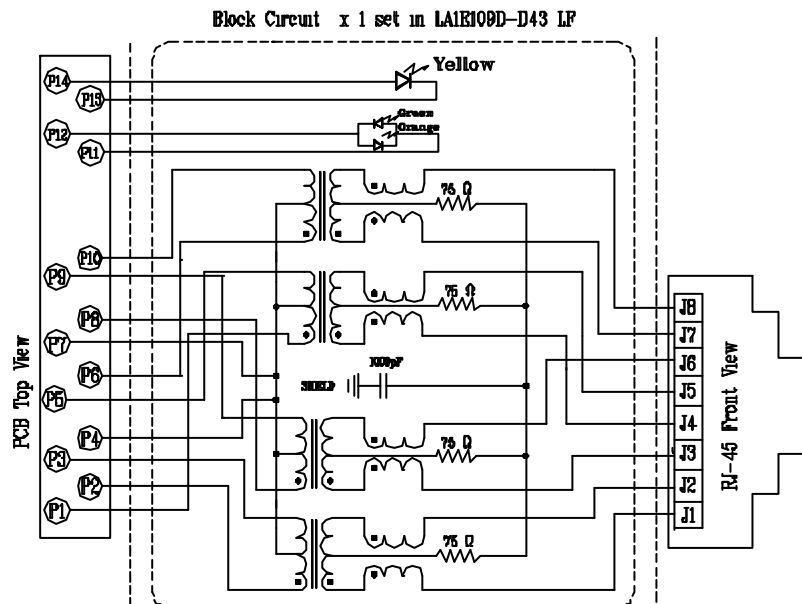 Block Circuit x 1 set in LA1E109D-D43 LF
P14
Yellow
P13
Green
P12
Orange
P11
75 Ω
P10
P9
75 Ω
J8
P8
J7
P7
1000pF
J6
P6
SHIELD
J5
P5
J4
P4
75 Ω
J3
P3
J2
P2
J1
P1
75 Ω
PCB Top View
RJ-45 Front View